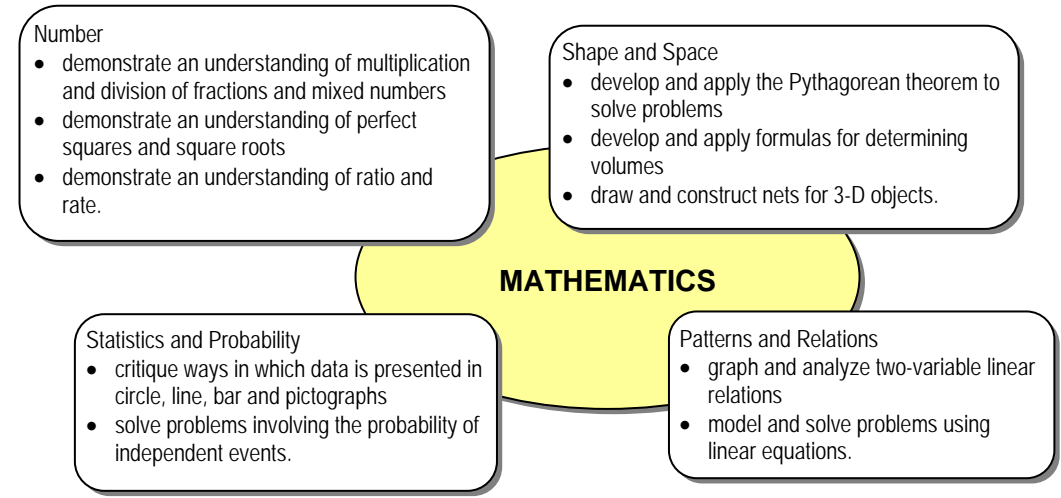 Number
• demonstrate an understanding of multiplication
and division of fractions and mixed numbers
• demonstrate an understanding of perfect
squares and square roots
• demonstrate an understanding of ratio and
rate.
Shape and Space
• develop and apply the Pythagorean theorem to
solve problems
• develop and apply formulas for determining
volumes
• draw and construct nets for 3-D objects.
MATHEMATICS
Statistics and Probability
• critique ways in which data is presented in
circle, line, bar and pictographs
• solve problems involving the probability of
independent events.
Patterns and Relations
• graph and analyze two-variable linear
relations
• model and solve problems using
linear equations.